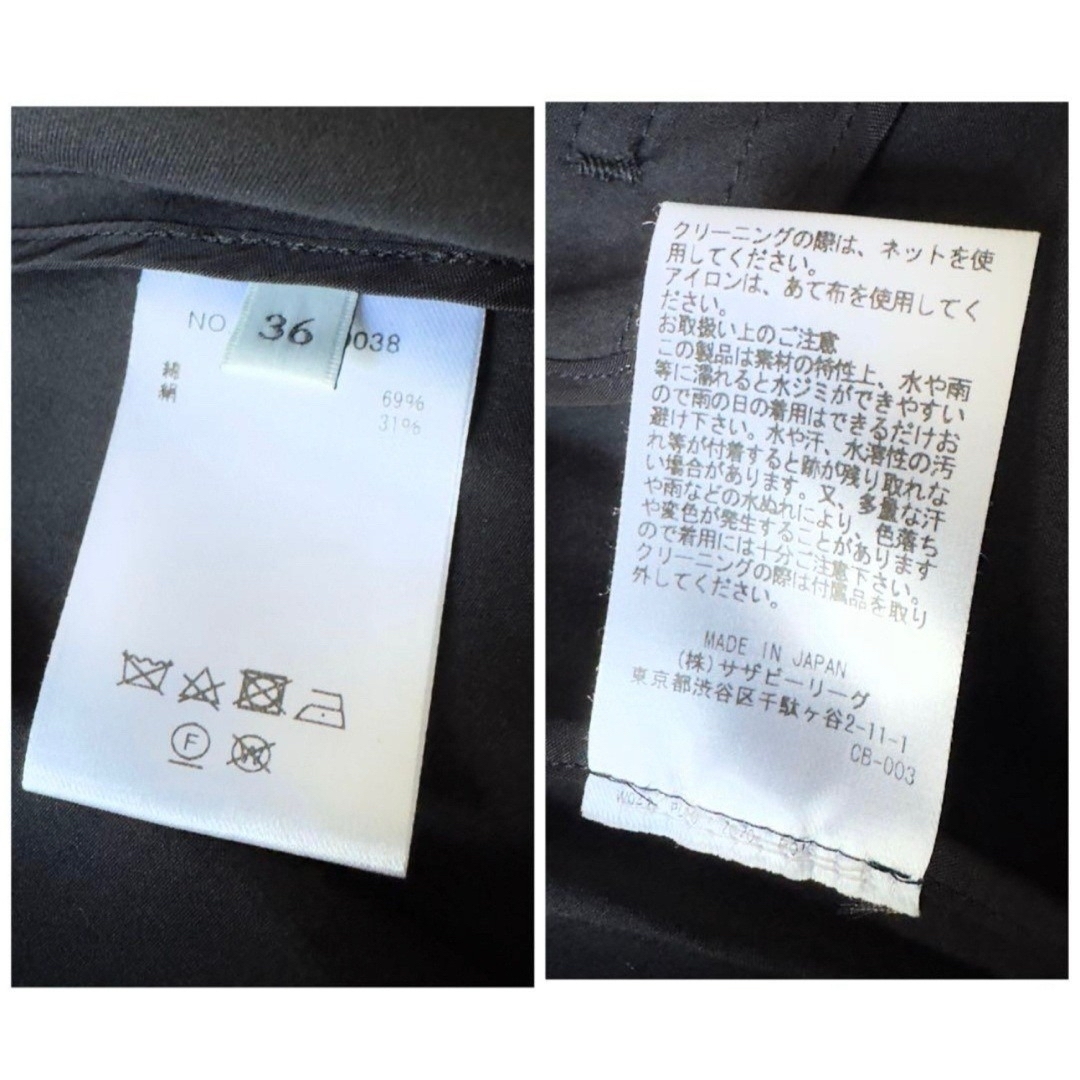 NO
36
0038
綿 69%
絹 31%
F
W
クリーニングの際は、ネットを使
用してください。
アイロンは、あて布を使用してく
ださい。
お取扱い上のご注意
この製品は素材の特性上、水や雨
等に濡れると水ジミができやすい
ので雨の日の着用はできるだけお
避け下さい。水や汗、水溶性の汚
れ等が付着すると跡が残り取れな
い場合があります。又、多量な汗
や雨などの水ぬれにより、色落ち
や変色が発生することがあります
ので着用には十分ご注意下さい。
クリーニングの際は付属品を取り
外してください。
MADE IN JAPAN
(株)サザビーリーグ
東京都渋谷区千駄ヶ谷2-11-1
CB-003